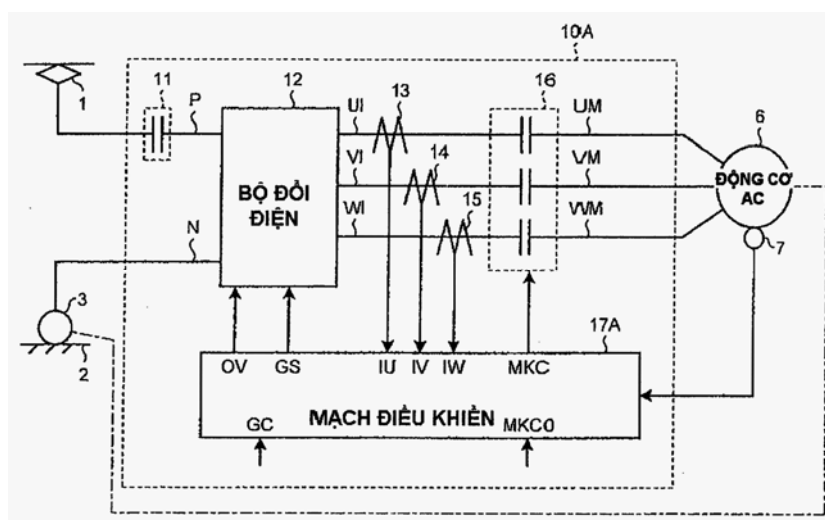 10A
1
11
P
12
UI
13
16
UM
6
VI
14
VM
ĐỘNG CƠ
AC
BỘ ĐỔI
ĐIỆN
WI
15
WM
7
N
3
2
17A
OV
GS
IU
IV
IW
MKC
MẠCH ĐIỀU KHIỂN
GC
MKC0